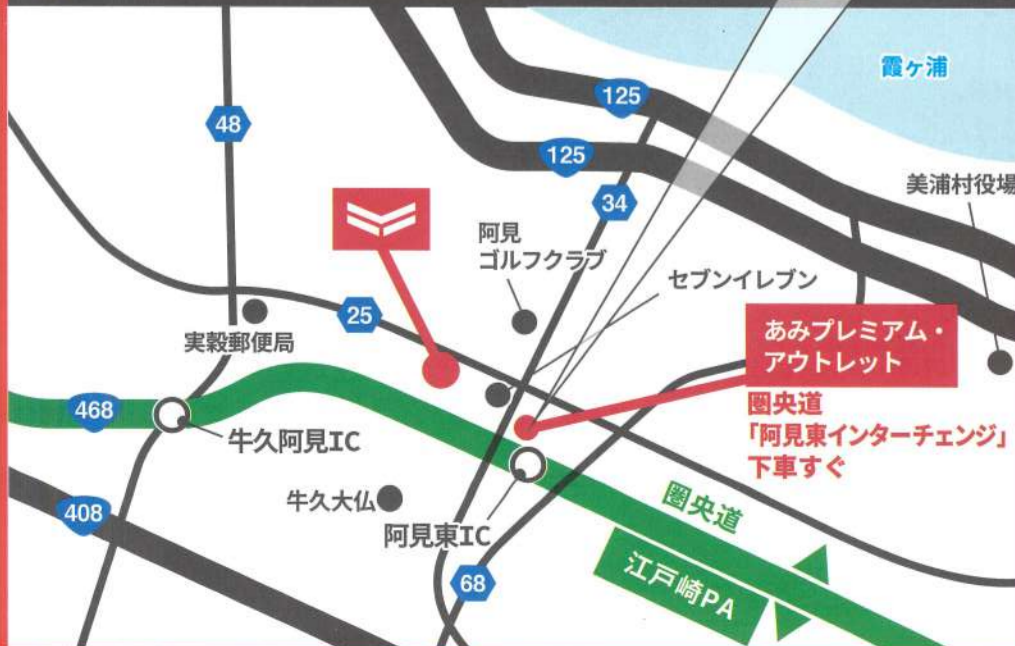 霞ヶ浦
125
48
125
美浦村役場
34
阿見
ゴルフクラブ
セブンイレブン
25
実穀郵便局
あみプレミアム・
アウトレット
圏央道
「阿見東インターチェンジ」
下車すぐ
468
牛久阿見IC
牛久大仏
圏央道
408
阿見東IC
江戸崎PA
68